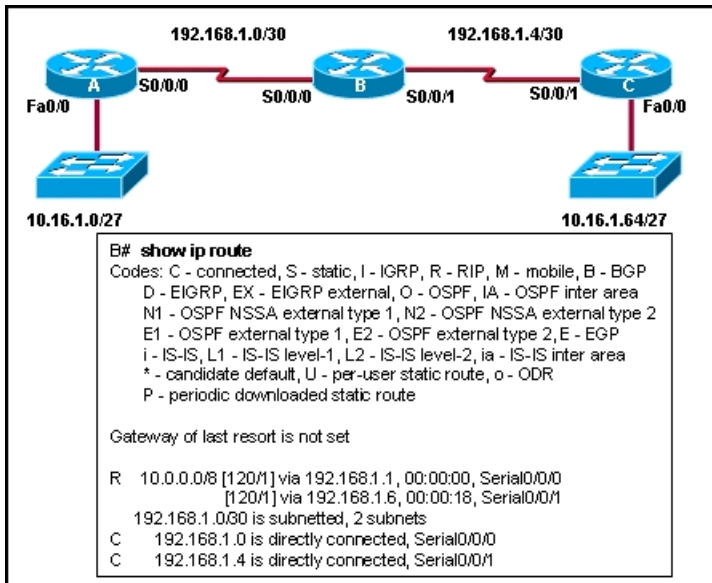 192.168.1.0/30
192.168.1.4/30
A
S0/0/0
S0/0/0
B
S0/0/1
S0/0/1
C
Fa0/0
Fa0/0
10.16.1.0/27
10.16.1.64/27
B# show ip route
Codes: C - connected, S - static, I - IGRP, R - RIP, M - mobile, B - BGP
D - EIGRP, EX - EIGRP external, O - OSPF, IA - OSPF inter area
N1 - OSPF NSSA external type 1, N2 - OSPF NSSA external type 2
E1 - OSPF external type 1, E2 - OSPF external type 2, E - EGP
i - IS-IS, L1 - IS-IS level-1, L2 - IS-IS level-2, ia - IS-IS inter area
* - candidate default, U - per-user static route, o - ODR
P - periodic downloaded static route
Gateway of last resort is not set
R 10.0.0.0/8 [120/1] via 192.168.1.1, 00:00:00, Serial0/0/0
[120/1] via 192.168.1.6, 00:00:18, Serial0/0/1
192.168.1.0/30 is subnetted, 2 subnets
C 192.168.1.0 is directly connected, Serial0/0/0
C 192.168.1.4 is directly connected, Serial0/0/1